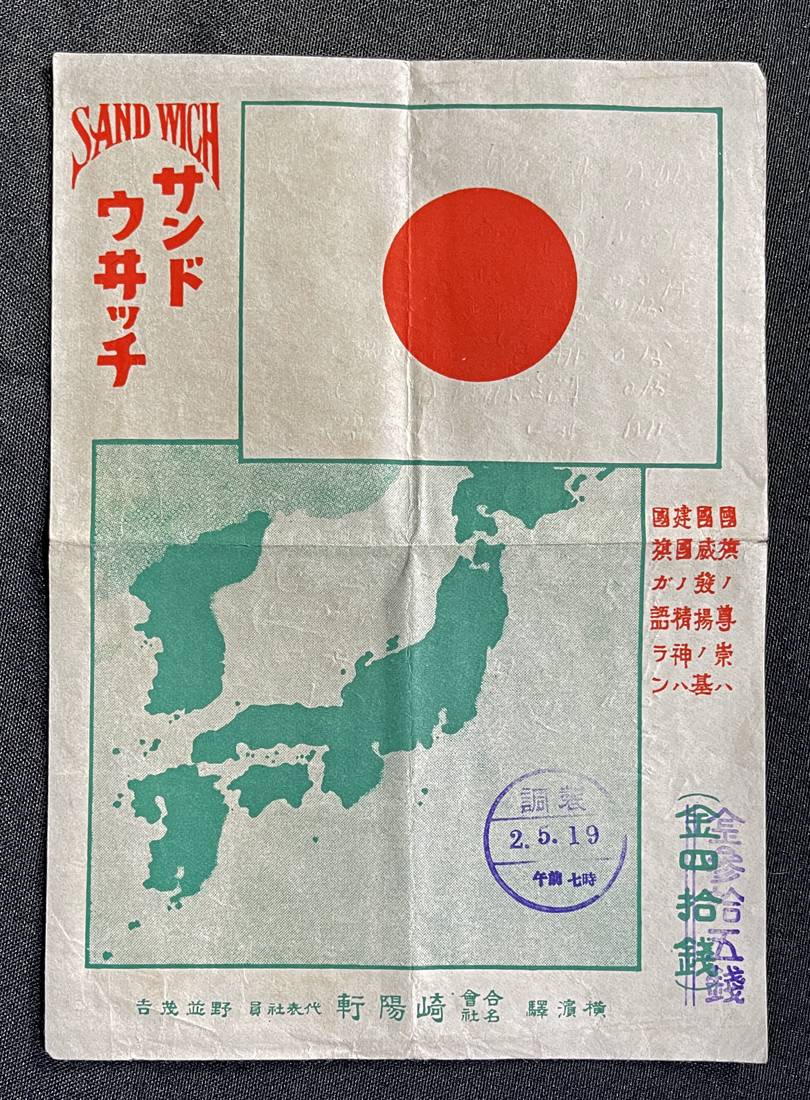 SANDWICH
サンド
ウヰッチ
國旗ノ尊崇ハ
國威發揚ノ基
建國ノ精神ハ
國旗ガ語ラン
調製
2.5.19
午前七時
金參拾五錢
(金四拾錢)
橫濱驛 合名會社 崎陽軒 代表社員 野並茂吉